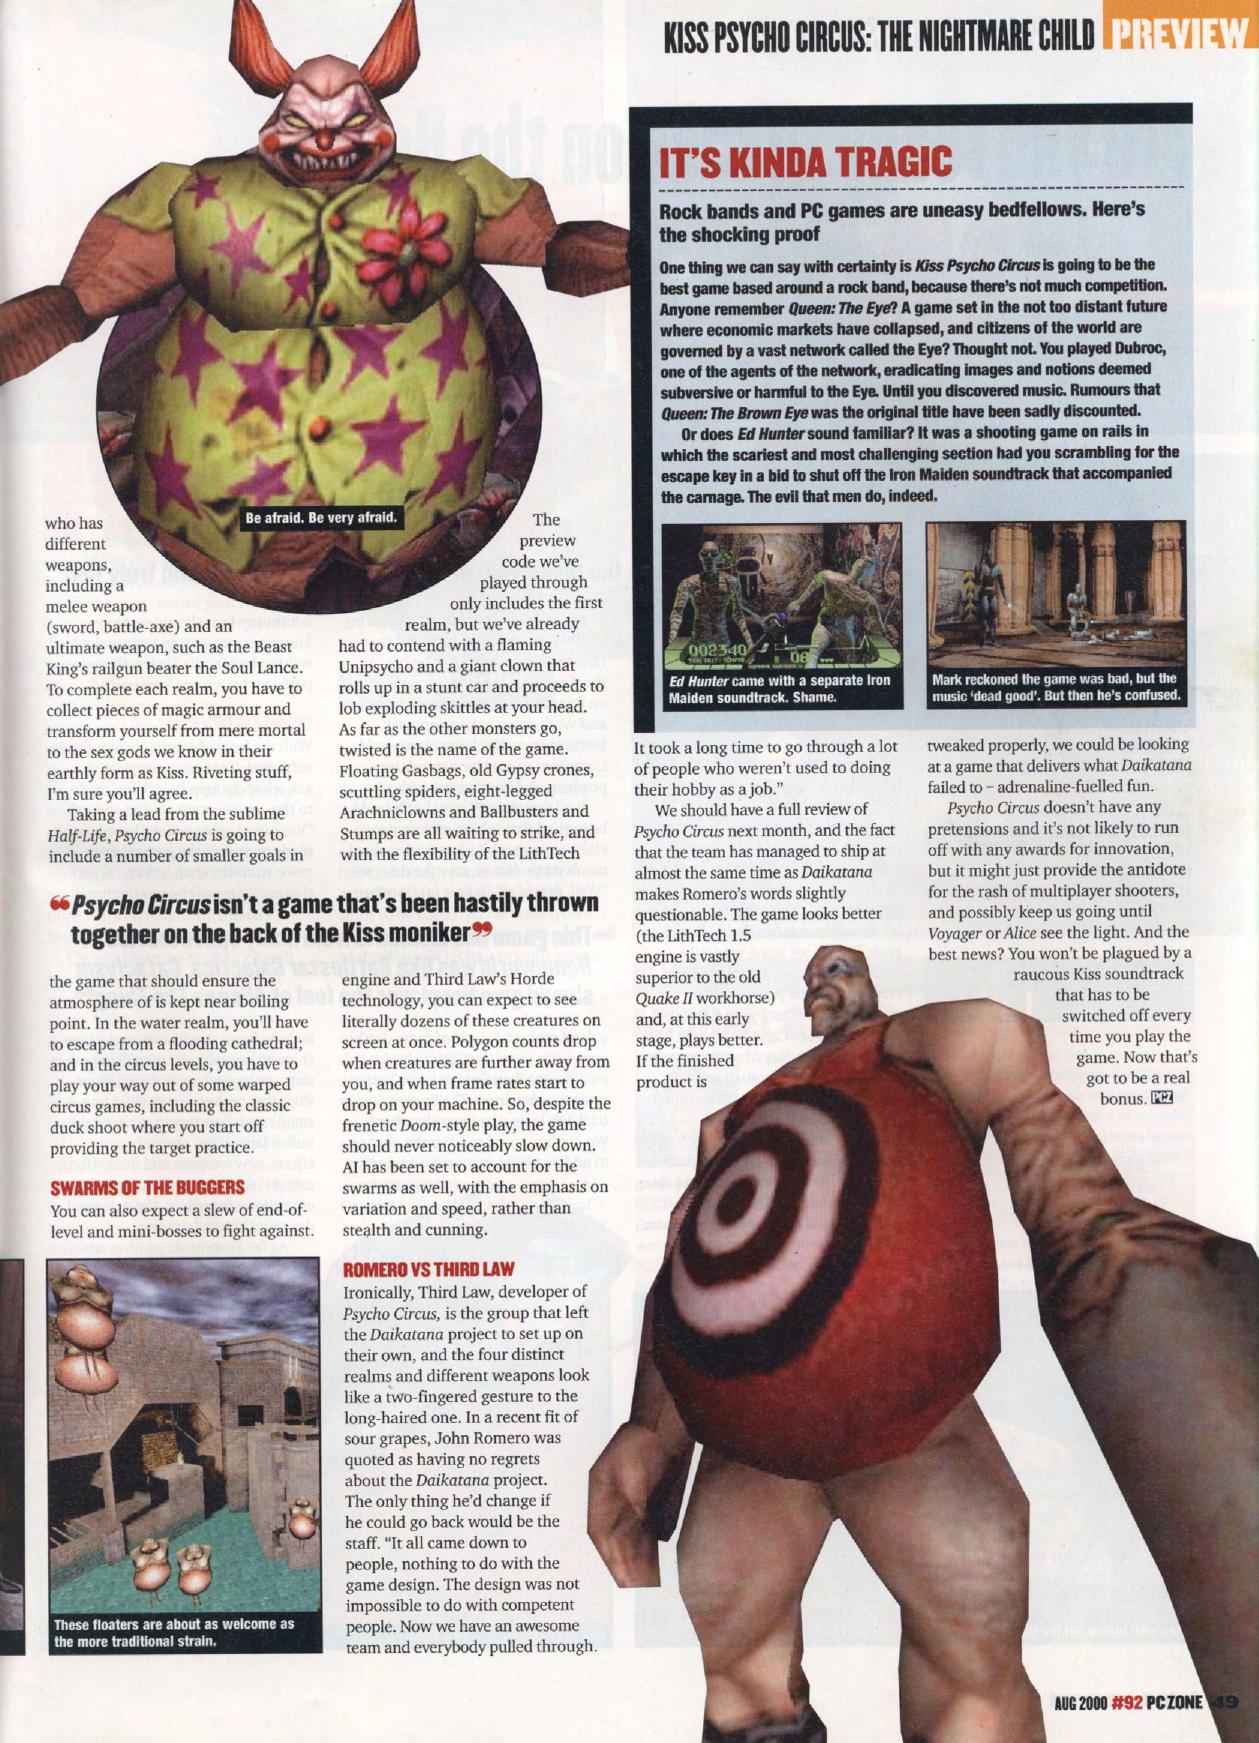 KISS PSYCHO CIRCUS: THE NIGHTMARE CHILD PREVIEW
Be afraid. Be very afraid.
who has
different
weapons,
including a
melee weapon
(sword, battle-axe) and an
ultimate weapon, such as the Beast
King's railgun beater the Soul Lance.
To complete each realm, you have to
collect pieces of magic armour and
transform yourself from mere mortal
to the sex gods we know in their
earthly form as Kiss. Riveting stuff,
I'm sure you'll agree.
Taking a lead from the sublime
Half-Life, Psycho Circus is going to
include a number of smaller goals in
❝Psycho Circus isn't a game that's been hastily thrown
together on the back of the Kiss moniker❞
the game that should ensure the
atmosphere of is kept near boiling
point. In the water realm, you'll have
to escape from a flooding cathedral;
and in the circus levels, you have to
play your way out of some warped
circus games, including the classic
duck shoot where you start off
providing the target practice.
SWARMS OF THE BUGGERS
You can also expect a slew of end-of-
level and mini-bosses to fight against.
These floaters are about as welcome as
the more traditional strain.
The
preview
code we've
played through
only includes the first
realm, but we've already
had to contend with a flaming
Unipsycho and a giant clown that
rolls up in a stunt car and proceeds to
lob exploding skittles at your head.
As far as the other monsters go,
twisted is the name of the game.
Floating Gasbags, old Gypsy crones,
scuttling spiders, eight-legged
Arachniclowns and Ballbusters and
Stumps are all waiting to strike, and
with the flexibility of the LithTech
engine and Third Law's Horde
technology, you can expect to see
literally dozens of these creatures on
screen at once. Polygon counts drop
when creatures are further away from
you, and when frame rates start to
drop on your machine. So, despite the
frenetic Doom-style play, the game
should never noticeably slow down.
AI has been set to account for the
swarms as well, with the emphasis on
variation and speed, rather than
stealth and cunning.
ROMERO VS THIRD LAW
Ironically, Third Law, developer of
Psycho Circus, is the group that left
the Daikatana project to set up on
their own, and the four distinct
realms and different weapons look
like a two-fingered gesture to the
long-haired one. In a recent fit of
sour grapes, John Romero was
quoted as having no regrets
about the Daikatana project.
The only thing he'd change if
he could go back would be the
staff. "It all came down to
people, nothing to do with the
game design. The design was not
impossible to do with competent
people. Now we have an awesome
team and everybody pulled through.
IT'S KINDA TRAGIC
Rock bands and PC games are uneasy bedfellows. Here's
the shocking proof
One thing we can say with certainty is Kiss Psycho Circus is going to be the
best game based around a rock band, because there's not much competition.
Anyone remember Queen: The Eye? A game set in the not too distant future
where economic markets have collapsed, and citizens of the world are
governed by a vast network called the Eye? Thought not. You played Dubroc,
one of the agents of the network, eradicating images and notions deemed
subversive or harmful to the Eye. Until you discovered music. Rumours that
Queen: The Brown Eye was the original title have been sadly discounted.
Or does Ed Hunter sound familiar? It was a shooting game on rails in
which the scariest and most challenging section had you scrambling for the
escape key in a bid to shut off the Iron Maiden soundtrack that accompanied
the carnage. The evil that men do, indeed.
002340
08
Ed Hunter came with a separate Iron
Maiden soundtrack. Shame.
Mark reckoned the game was bad, but the
music 'dead good'. But then he's confused.
It took a long time to go through a lot
of people who weren't used to doing
their hobby as a job."
We should have a full review of
Psycho Circus next month, and the fact
that the team has managed to ship at
almost the same time as Daikatana
makes Romero's words slightly
questionable. The game looks better
(the LithTech 1.5
engine is vastly
superior to the old
Quake II workhorse)
and, at this early
stage, plays better.
If the finished
product is
tweaked properly, we could be looking
at a game that delivers what Daikatana
failed to – adrenaline-fuelled fun.
Psycho Circus doesn't have any
pretensions and it's not likely to run
off with any awards for innovation,
but it might just provide the antidote
for the rash of multiplayer shooters,
and possibly keep us going until
Voyager or Alice see the light. And the
best news? You won't be plagued by a
raucous Kiss soundtrack
that has to be
switched off every
time you play the
game. Now that's
got to be a real
bonus. PCZ
AUG 2000 #92 PC ZONE 49